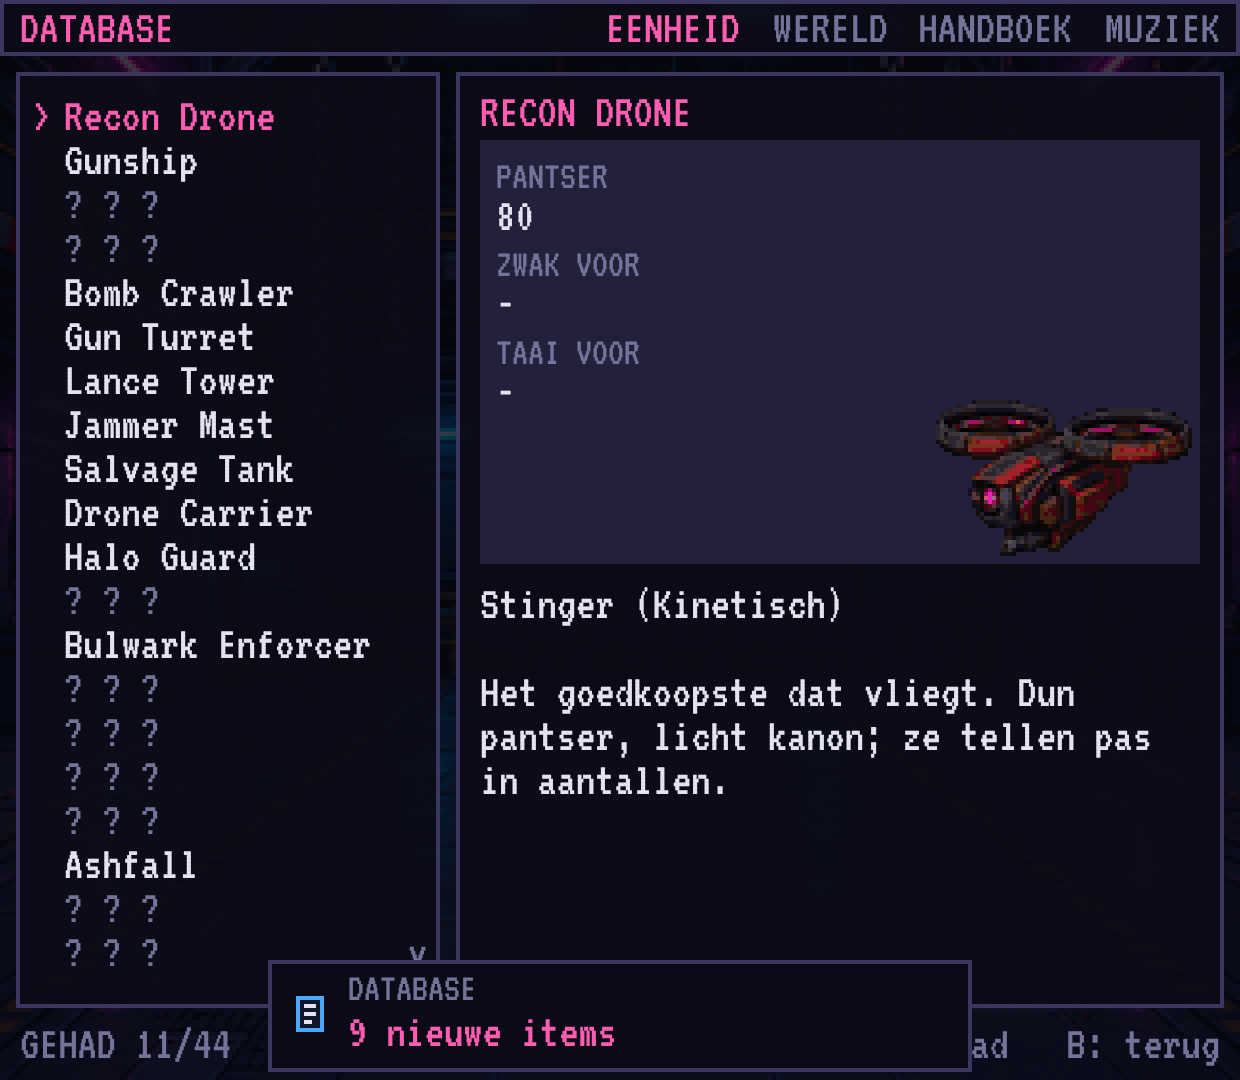 DATABASE
EENHEID WERELD HANDBOEK MUZIEK
> Recon Drone
Gunship
? ? ?
? ? ?
Bomb Crawler
Gun Turret
Lance Tower
Jammer Mast
Salvage Tank
Drone Carrier
Halo Guard
? ? ?
Bulwark Enforcer
? ? ?
? ? ?
? ? ?
? ? ?
Ashfall
? ? ?
? ? ?
v
RECON DRONE
PANTSER
80
ZWAK VOOR
-
TAAI VOOR
-
Stinger (Kinetisch)
Het goedkoopste dat vliegt. Dun
pantser, licht kanon; ze tellen pas
in aantallen.
DATABASE
9 nieuwe items
GEHAD 11/44
B: terug